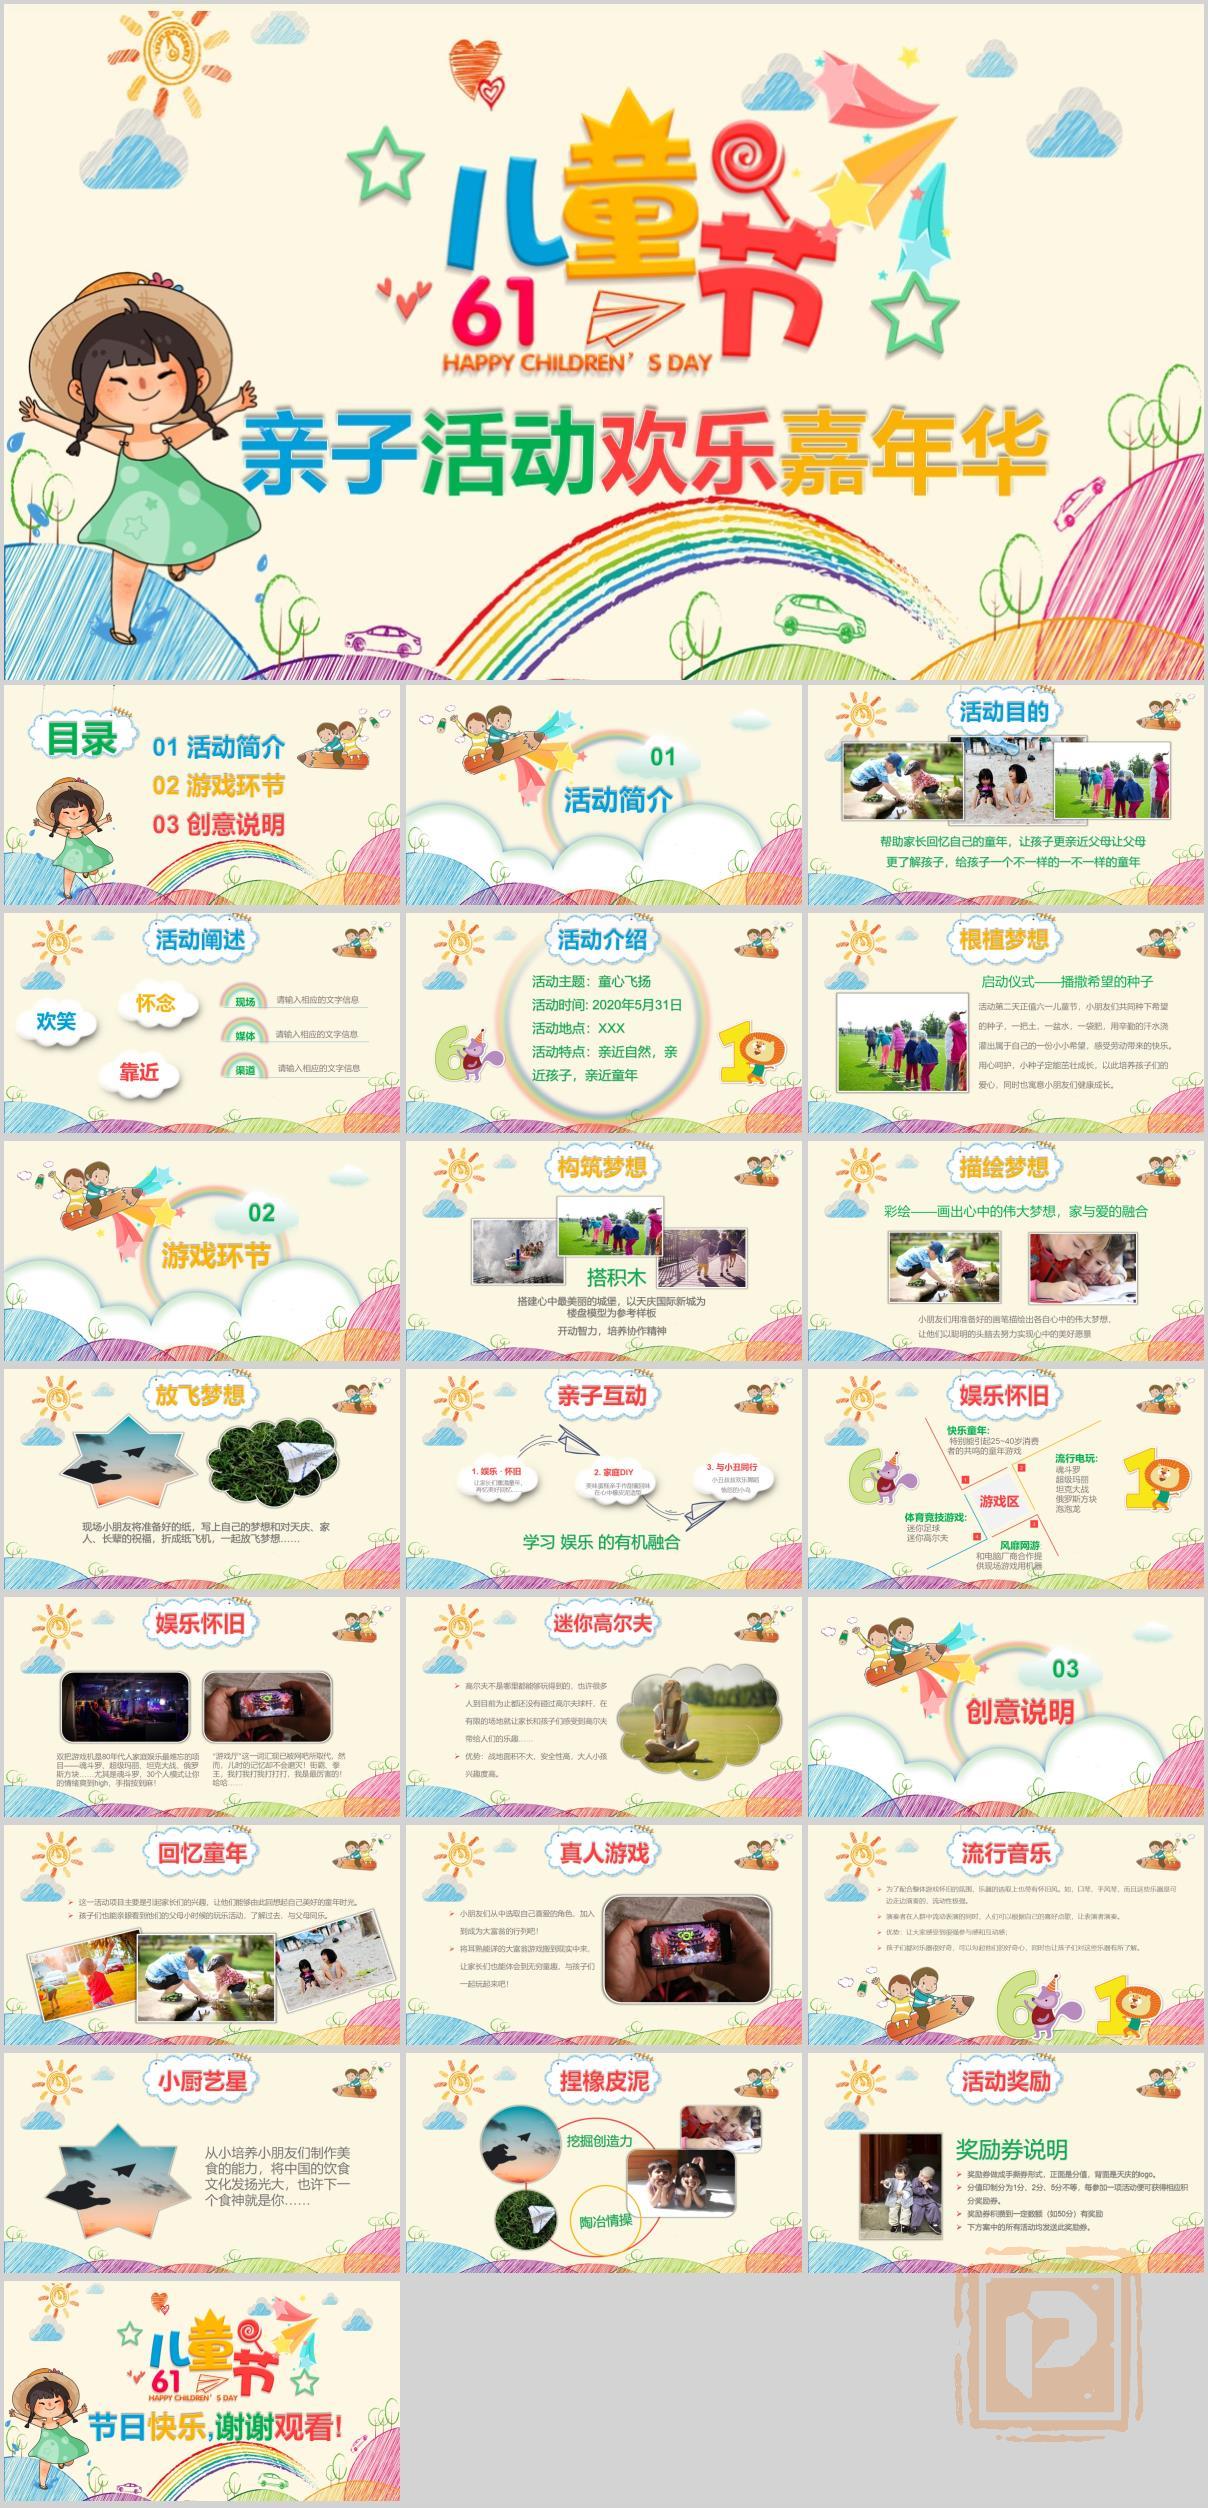 儿童节
61
HAPPY CHILDREN'S DAY
亲子活动欢乐嘉年华
目录
01 活动简介
02 游戏环节
03 创意说明
01
活动简介
活动目的
帮助家长回忆自己的童年，让孩子更亲近父母让父母
更了解孩子，给孩子一个不一样的一不一样的童年
活动阐述
欢笑
怀念
靠近
现场
请输入相应的文字信息
媒体
请输入相应的文字信息
渠道
请输入相应的文字信息
活动介绍
活动主题：童心飞扬
活动时间: 2020年5月31日
活动地点：XXX
活动特点：亲近自然，亲
近孩子，亲近童年
6
1
根植梦想
启动仪式——播撒希望的种子
活动第二天正值六一儿童节，小朋友们共同种下希望
的种子，一把土，一盆水，一袋肥，用辛勤的汗水浇
灌出属于自己的一份小小希望，感受劳动带来的快乐。
用心呵护，小种子定能茁壮成长，以此培养孩子们的
爱心，同时也寓意小朋友们健康成长。
02
游戏环节
构筑梦想
搭积木
搭建心中最美丽的城堡，以天庆国际新城为
楼盘模型为参考样板
开动智力，培养协作精神
描绘梦想
彩绘——画出心中的伟大梦想，家与爱的融合
小朋友们用准备好的画笔描绘出各自心中的伟大梦想，
让他们以聪明的头脑去努力实现心中的美好愿景
放飞梦想
现场小朋友将准备好的纸，写上自己的梦想和对天庆、家
人、长辈的祝福，折成纸飞机，一起放飞梦想……
亲子互动
1. 娱乐 · 怀旧
让家长们重温童年，
再忆美好回忆……
2. 家庭DIY
3. 与小丑同行
小丑叔叔欢乐舞蹈
学习 娱乐 的有机融合
娱乐怀旧
快乐童年：
特别能引起25~40岁消费
者的共鸣的童年游戏
流行电玩：
魂斗罗
超级玛丽
坦克大战
俄罗斯方块
泡泡龙
游戏区
1
2
3
4
体育竞技游戏：
迷你足球
迷你高尔夫
风靡网游
和电脑厂商合作提
供现场游戏用机器
6
1
娱乐怀旧
双把游戏机是80年代人家庭娱乐最难忘的项
目——魂斗罗、超级玛丽、坦克大战、俄罗
斯方块……尤其是魂斗罗，30个人模式让你
的情绪爽到high，手指按到麻！
“游戏厅”这一词汇现已被网吧所取代，然
而，儿时的记忆却不会磨灭！街霸、拳
王，我打我打我打打打，我是最厉害的！
哈哈……
迷你高尔夫
高尔夫不是哪里都能够玩得到的，也许很多
人到目前为止都还没有碰过高尔夫球杆，在
有限的场地就让家长和孩子们感受到高尔夫
带给人们的乐趣……
优势：战地面积不大，安全性高，大人小孩
兴趣度高。
03
创意说明
回忆童年
这一活动项目主要是引起家长们的兴趣，让他们能够由此回想起自己美好的童年时光。
孩子们也能亲眼看到他们的父母小时候的玩乐活动，了解过去，与父母同乐。
真人游戏
小朋友们从中选取自己喜爱的角色，加入
到成为大富翁的行列吧！
将耳熟能详的大富翁游戏搬到现实中来，
让家长们也能体会到无穷童趣，与孩子们
一起玩起来吧！
流行音乐
为了配合整体游戏怀旧的氛围，乐器的选取上也带有怀旧风。如，口琴，手风琴，而且这些乐器是可
边走边演奏的，流动性极强。
演奏者在人群中流动表演的同时，人们可以根据自己的喜好点歌，让表演者演奏。
优势：让大家感受到很强参与感和互动感；
孩子们都对乐器很好奇，可以勾起他们的好奇心，同时也让孩子们对这些乐器有所了解。
6
1
小厨艺星
从小培养小朋友们制作美
食的能力，将中国的饮食
文化发扬光大，也许下一
个食神就是你……
捏橡皮泥
挖掘创造力
陶冶情操
活动奖励
奖励券说明
奖励券做成手撕券形式，正面是分值，背面是天庆的logo。
分值印制分为1分、2分、5分不等，每参加一项活动便可获得相应积
分奖励券。
奖励券积攒到一定数额（如50分）有奖励
下方案中的所有活动均发送此奖励券。
儿童节
61
HAPPY CHILDREN'S DAY
节日快乐,谢谢观看!